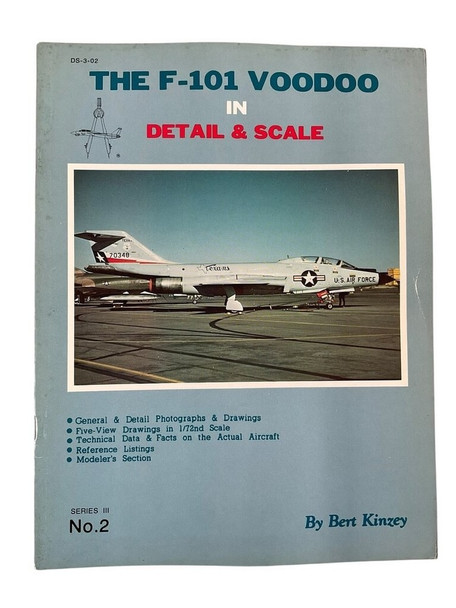 DS-3-02
THE F-101 VOODOO
IN
DETAIL & SCALE
®
70349
Texans
U.S. AIR FORCE
● General & Detail Photographs & Drawings
● Five-View Drawings in 1/72nd Scale
● Technical Data & Facts on the Actual Aircraft
● Reference Listings
● Modeler's Section
SERIES III
No.2
By Bert Kinzey